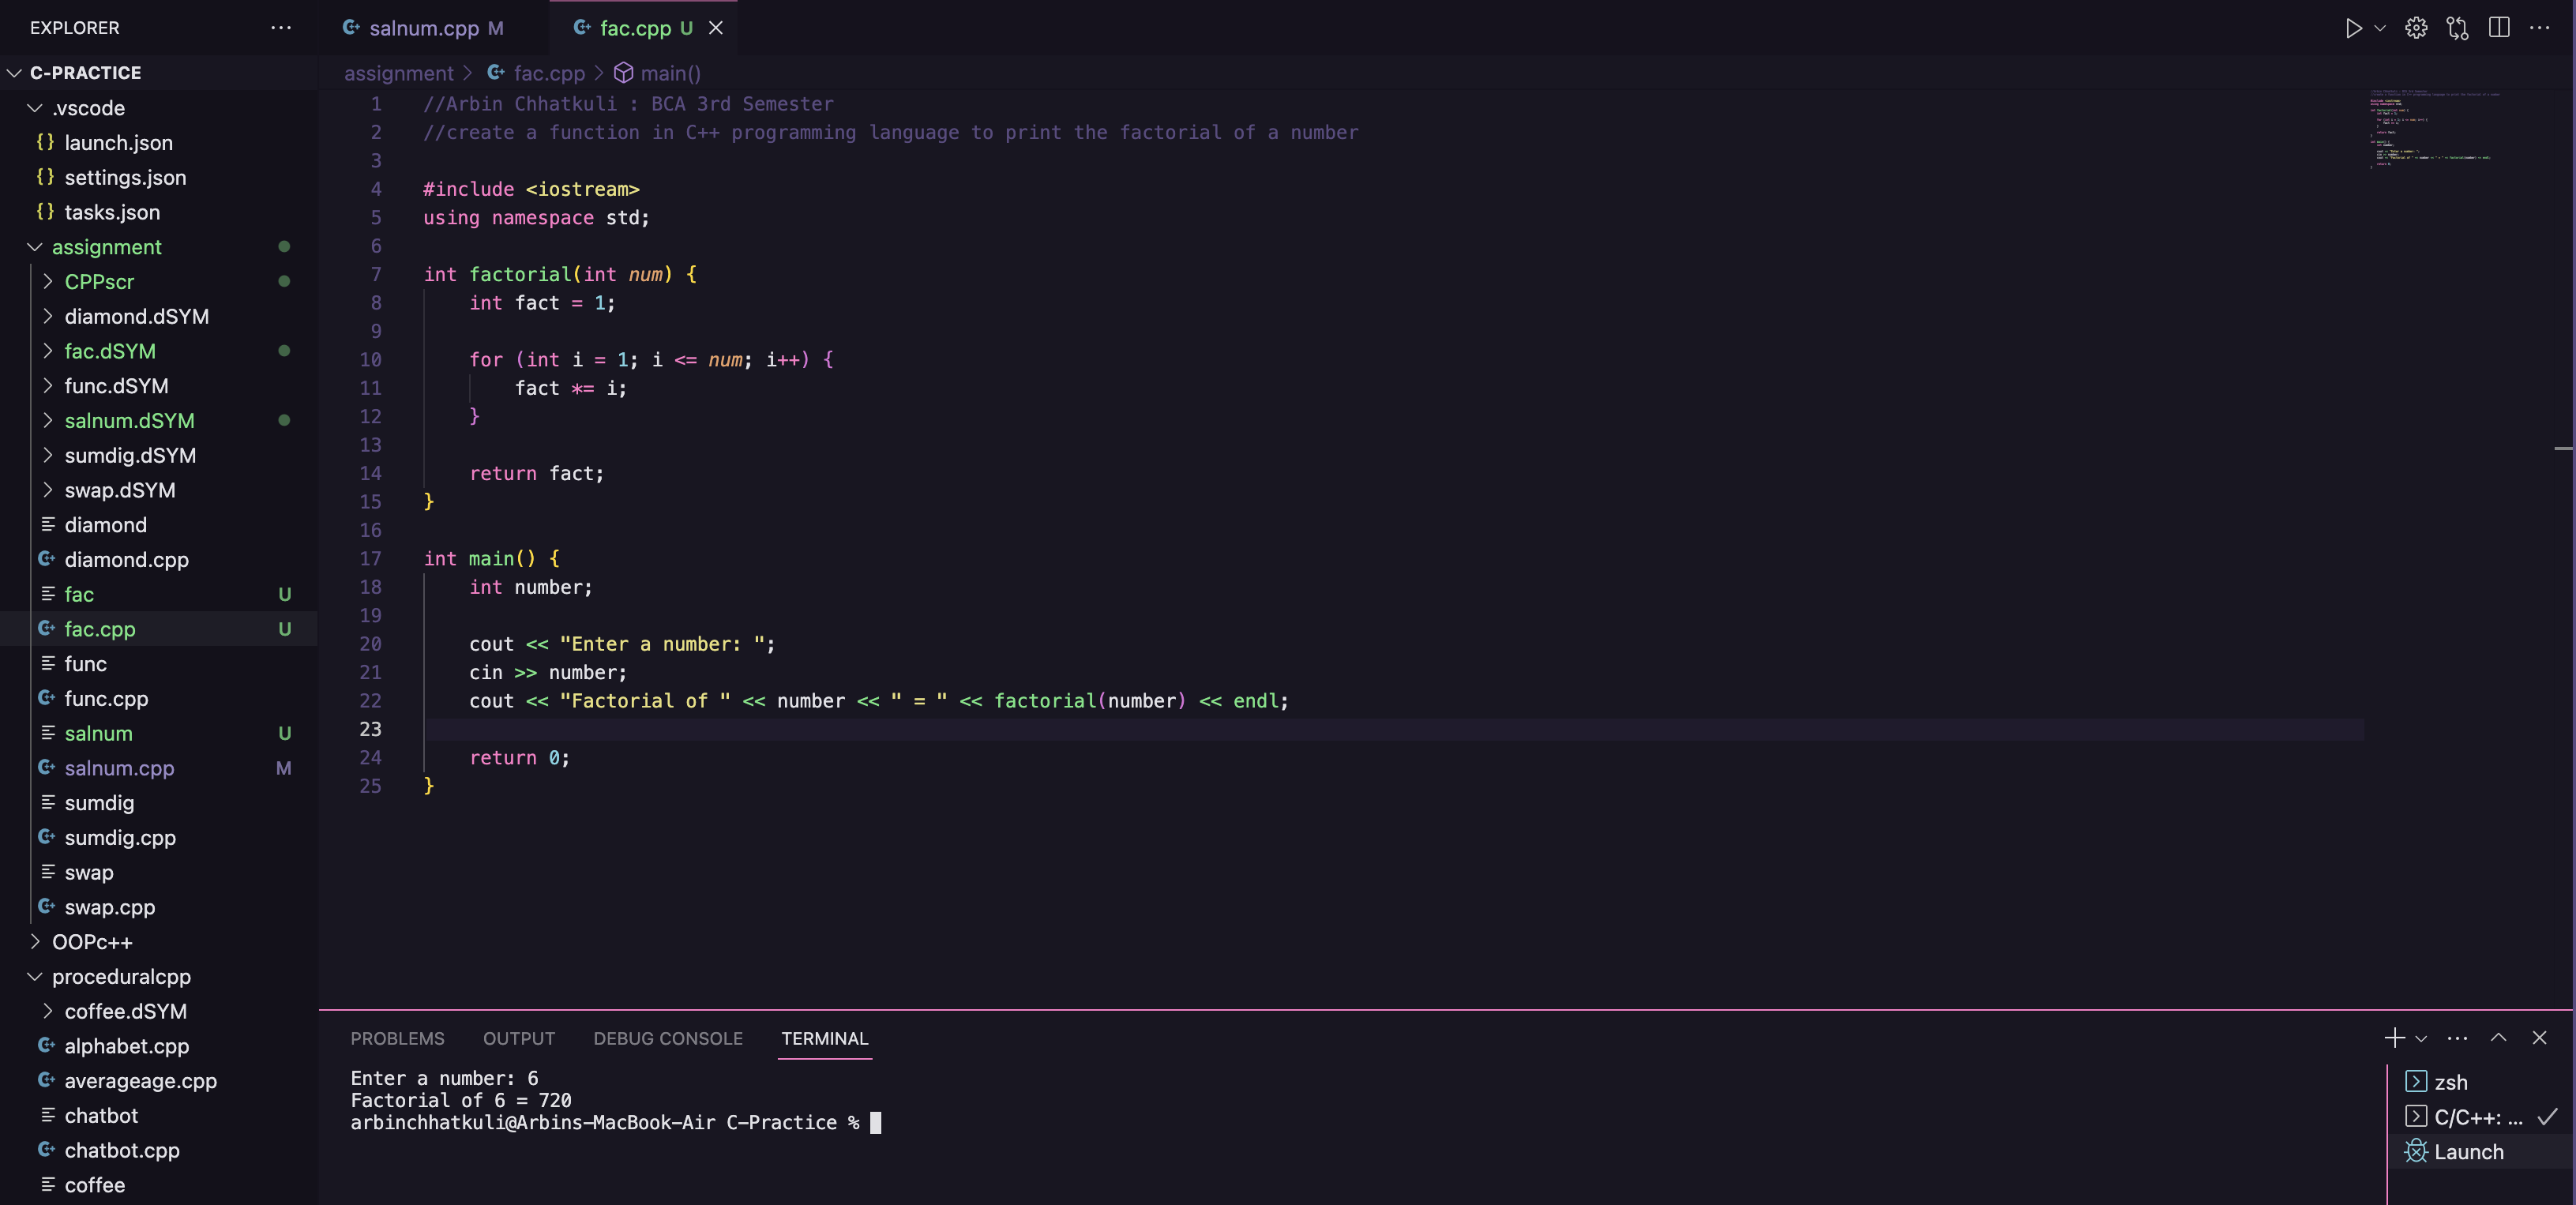 EXPLORER
C-PRACTICE
.vscode
{} launch.json
{} settings.json
{} tasks.json
assignment
CPPscr
diamond.dSYM
fac.dSYM
func.dSYM
salnum.dSYM
sumdig.dSYM
swap.dSYM
diamond
diamond.cpp
fac U
fac.cpp U
func
func.cpp
salnum U
salnum.cpp M
sumdig
sumdig.cpp
swap
swap.cpp
OOPc++
proceduralcpp
coffee.dSYM
alphabet.cpp
averageage.cpp
chatbot
chatbot.cpp
coffee
salnum.cpp M
fac.cpp U
assignment > fac.cpp > main()
1 //Arbin Chhatkuli : BCA 3rd Semester
2 //create a function in C++ programming language to print the factorial of a number
3
4 #include <iostream>
5 using namespace std;
6
7 int factorial(int num) {
8     int fact = 1;
9
10     for (int i = 1; i <= num; i++) {
11         fact *= i;
12     }
13
14     return fact;
15 }
16
17 int main() {
18     int number;
19
20     cout << "Enter a number: ";
21     cin >> number;
22     cout << "Factorial of " << number << " = " << factorial(number) << endl;
23
24     return 0;
25 }
PROBLEMS OUTPUT DEBUG CONSOLE TERMINAL
Enter a number: 6
Factorial of 6 = 720
arbinchhatkuli@Arbins-MacBook-Air C-Practice %
zsh
C/C++: ...
Launch